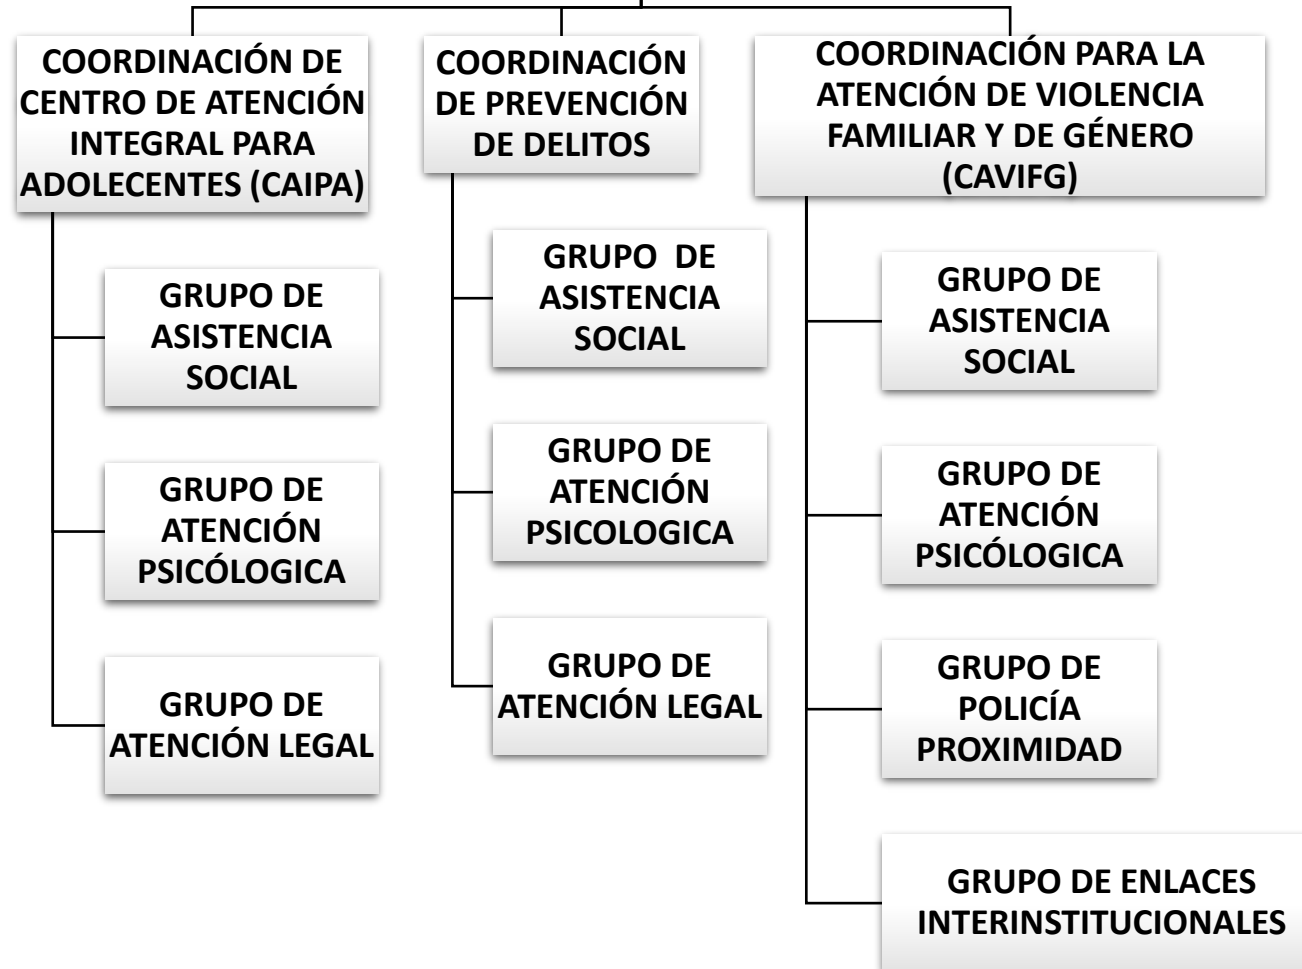 COORDINACIÓN DE
CENTRO DE ATENCIÓN
INTEGRAL PARA
ADOLECENTES (CAIPA)
GRUPO DE
ASISTENCIA
SOCIAL
GRUPO DE
ATENCIÓN
PSICÓLOGICA
GRUPO DE
ATENCIÓN LEGAL
COORDINACIÓN
DE PREVENCIÓN
DE DELITOS
GRUPO  DE
ASISTENCIA
SOCIAL
GRUPO DE
ATENCIÓN
PSICOLOGICA
GRUPO DE
ATENCIÓN LEGAL
COORDINACIÓN PARA LA
ATENCIÓN DE VIOLENCIA
FAMILIAR Y DE GÉNERO
(CAVIFG)
GRUPO DE
ASISTENCIA
SOCIAL
GRUPO DE
ATENCIÓN
PSICÓLOGICA
GRUPO DE
POLICÍA
PROXIMIDAD
GRUPO DE ENLACES
INTERINSTITUCIONALES